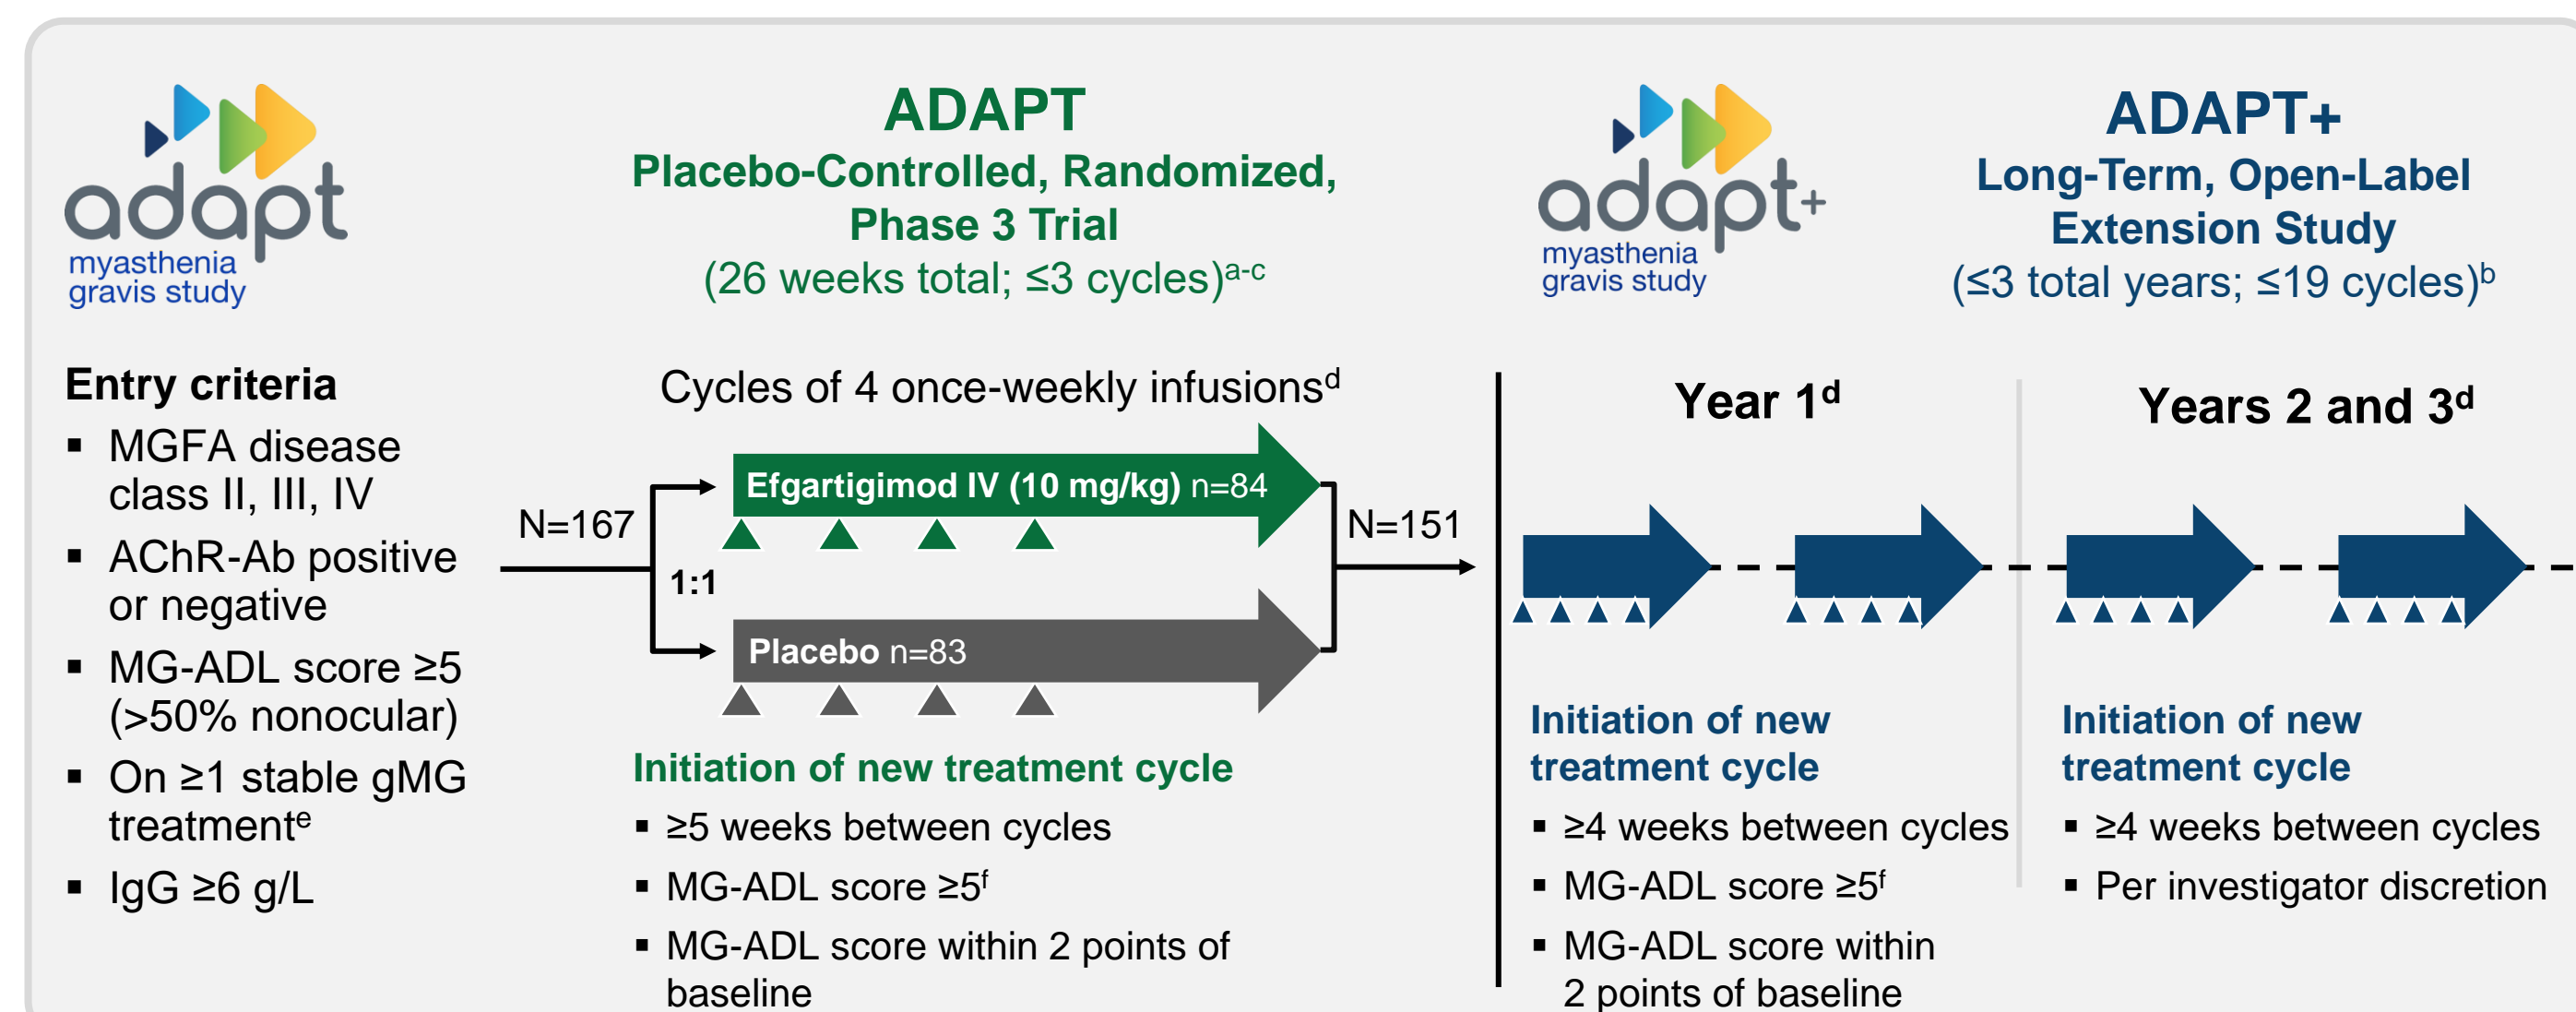 adapt
myasthenia
gravis study
ADAPT
Placebo-Controlled, Randomized,
Phase 3 Trial
(26 weeks total; ≤3 cycles)a-c
adapt+
myasthenia
gravis study
ADAPT+
Long-Term, Open-Label
Extension Study
(≤3 total years; ≤19 cycles)b
Entry criteria
▪ MGFA disease
class II, III, IV
▪ AChR-Ab positive
or negative
▪ MG-ADL score ≥5
(>50% nonocular)
▪ On ≥1 stable gMG
treatmente
▪ IgG ≥6 g/L
N=167
1:1
Cycles of 4 once-weekly infusionsd
Efgartigimod IV (10 mg/kg) n=84
Placebo n=83
N=151
Initiation of new treatment cycle
▪ ≥5 weeks between cycles
▪ MG-ADL score ≥5f
▪ MG-ADL score within 2 points of
baseline
Year 1d
Initiation of new
treatment cycle
▪ ≥4 weeks between cycles
▪ MG-ADL score ≥5f
▪ MG-ADL score within
2 points of baseline
Years 2 and 3d
Initiation of new
treatment cycle
▪ ≥4 weeks between cycles
▪ Per investigator discretion